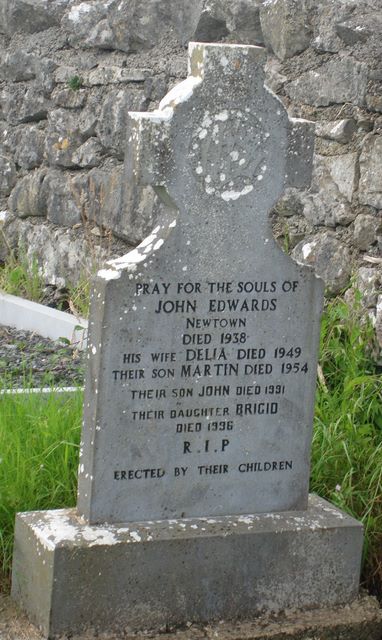 PRAY FOR THE SOULS OF
JOHN EDWARDS
NEWTOWN
DIED 1938
HIS WIFE DELIA DIED 1949
THEIR SON MARTIN DIED 1954
THEIR SON JOHN DIED 1991
THEIR DAUGHTER BRIGID
DIED 1996
R.I.P
ERECTED BY THEIR CHILDREN